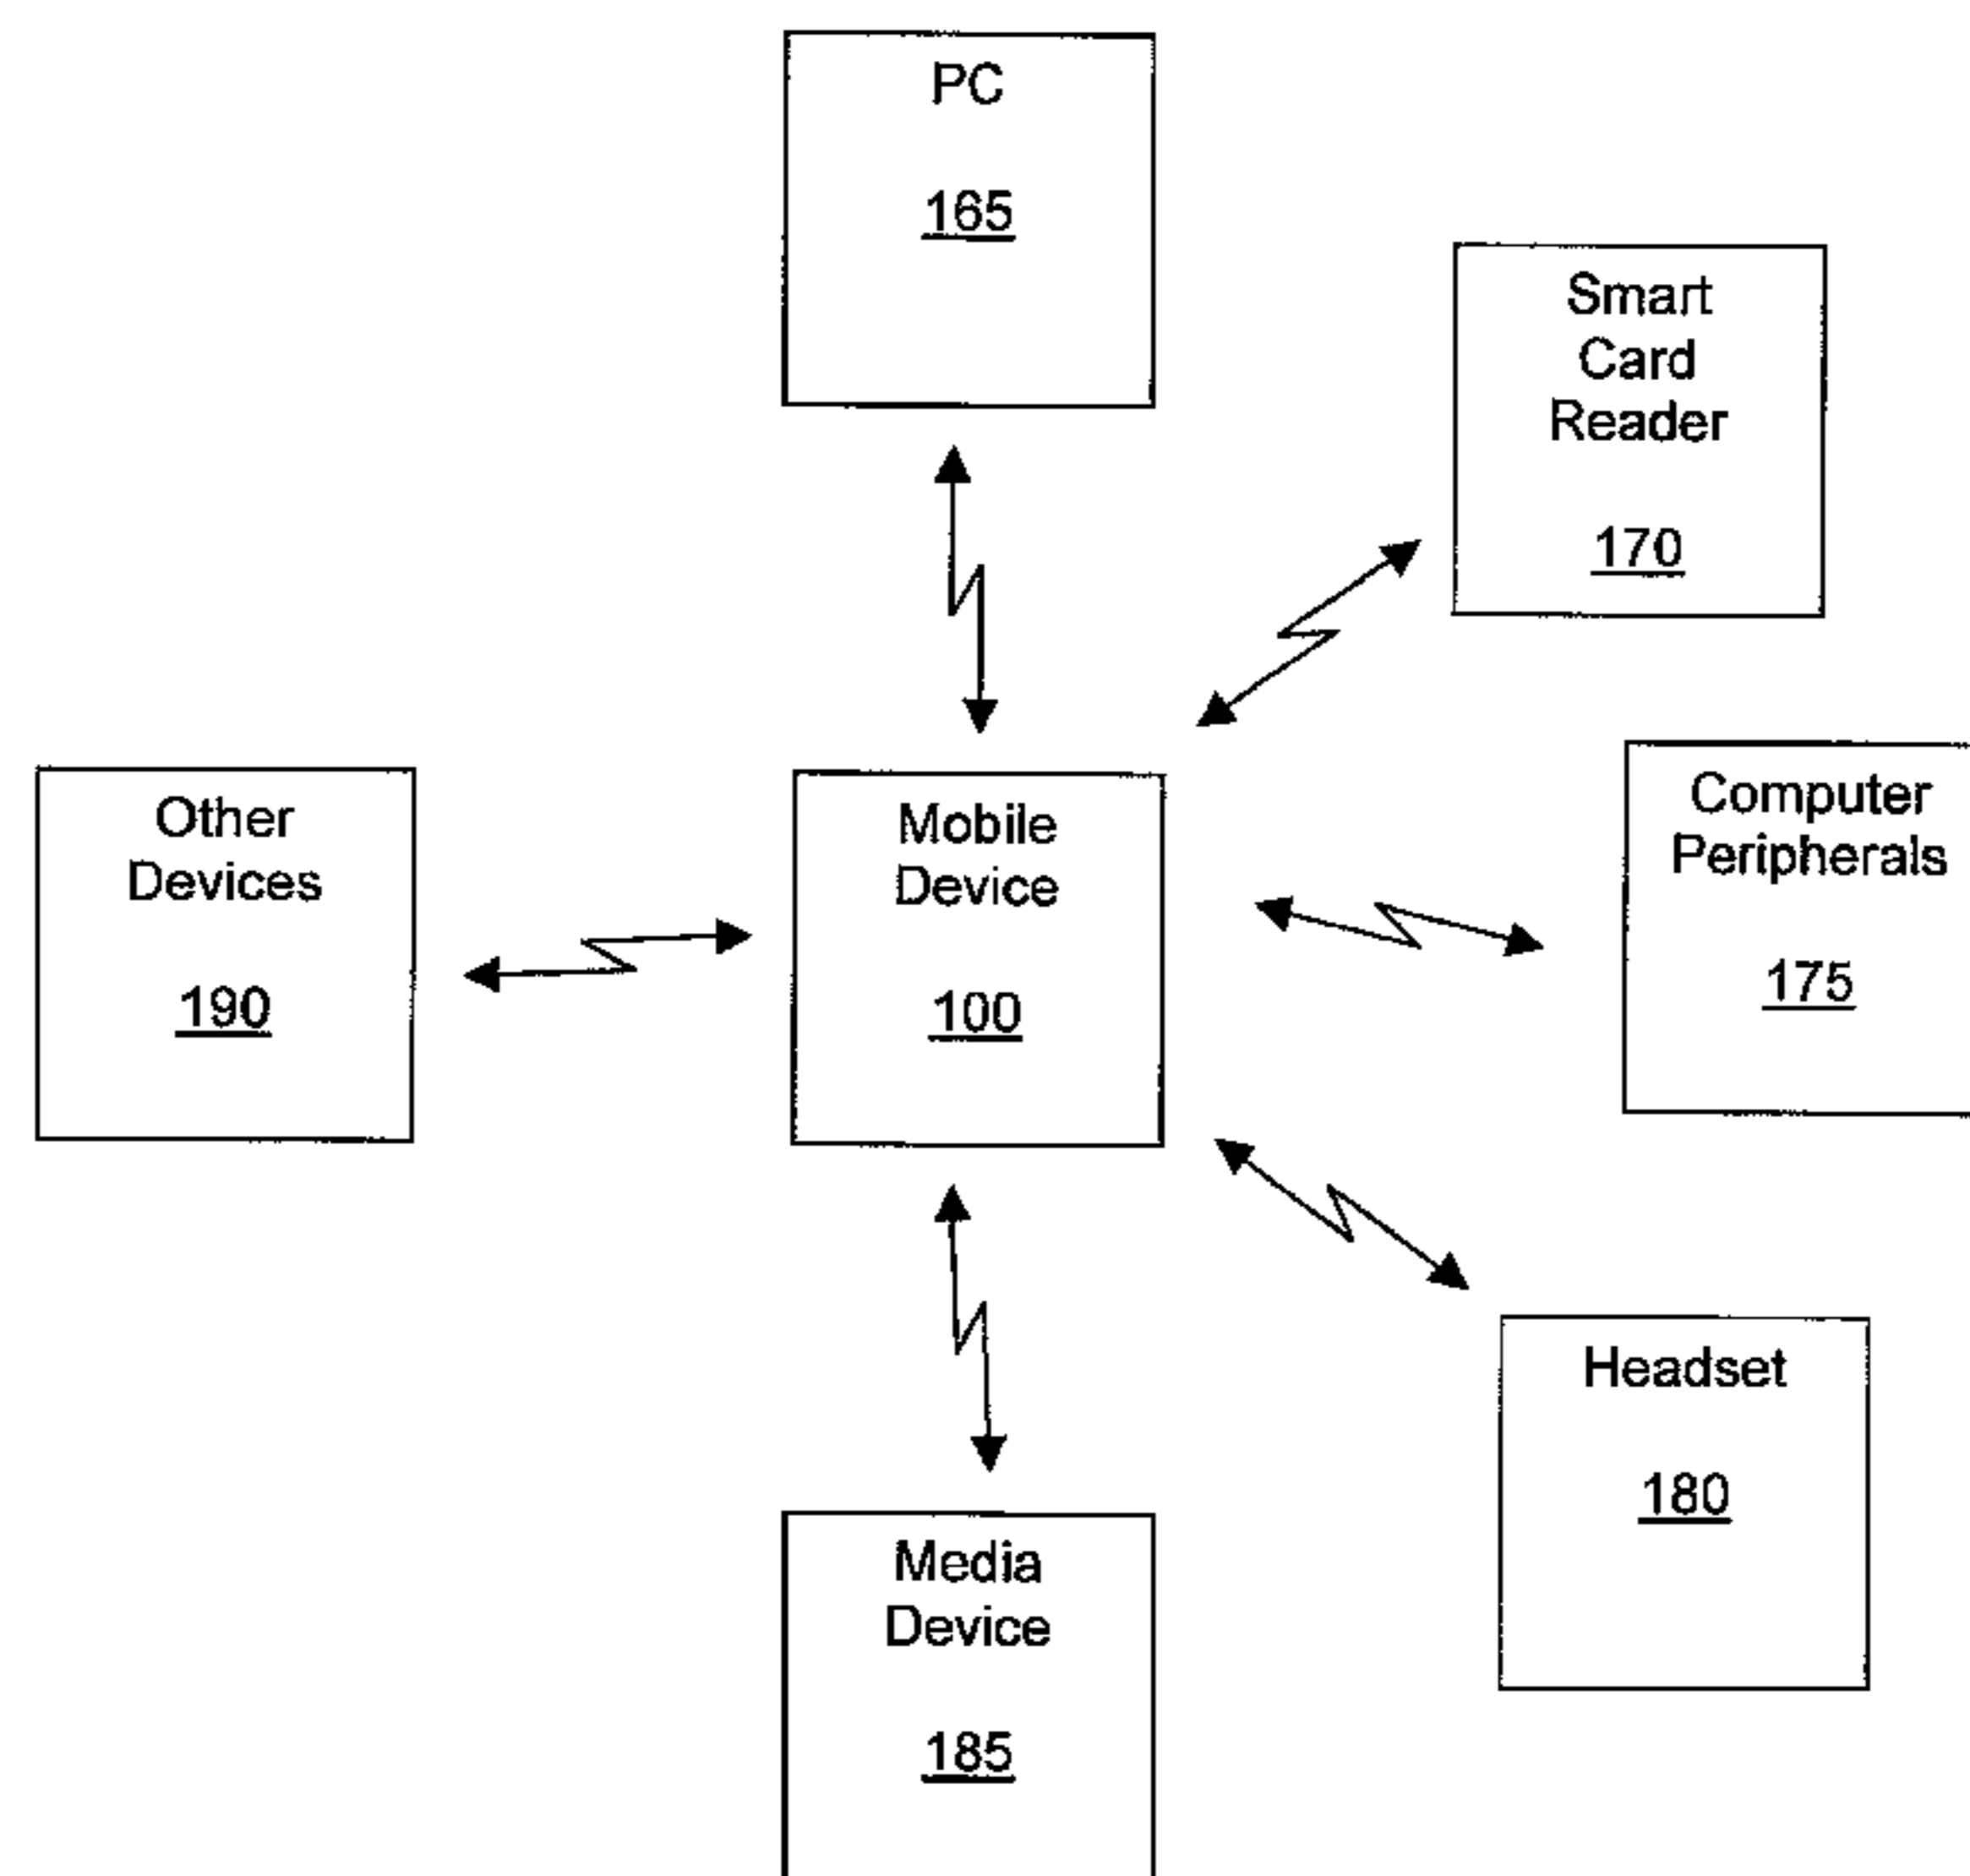 PC
165
Smart
Card
Reader
170
Computer
Peripherals
175
Other
Devices
190
Mobile
Device
100
Headset
180
Media
Device
185